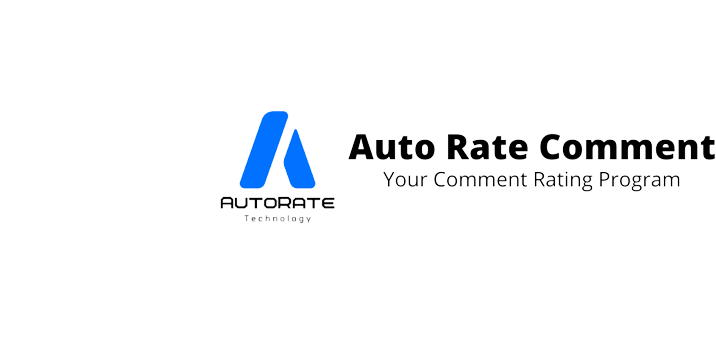 AUTORATE
Technology
Auto Rate Comment
Your Comment Rating Program